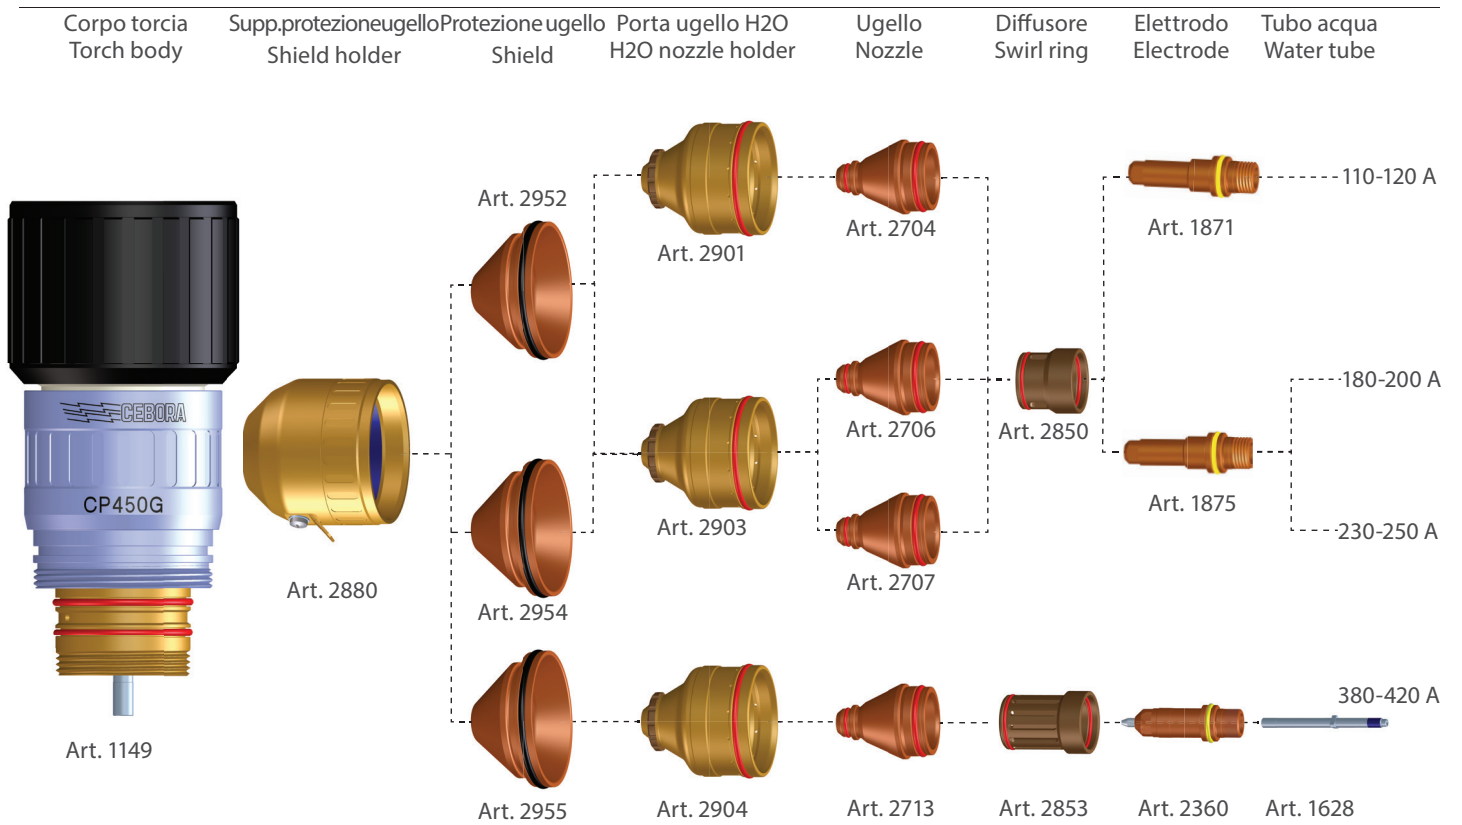 Corpo torcia
Torch body
Supp.protezioneugello
Shield holder
Protezione ugello
Shield
Porta ugello H2O
H2O nozzle holder
Ugello
Nozzle
Diffusore
Swirl ring
Elettrodo
Electrode
Tubo acqua
Water tube
CEBORA
CP450G
Art. 1149
Art. 2880
Art. 2952
Art. 2954
Art. 2955
Art. 2901
Art. 2903
Art. 2904
Art. 2704
Art. 2706
Art. 2707
Art. 2713
Art. 2850
Art. 2853
Art. 1871
Art. 1875
Art. 2360
Art. 1628
110-120 A
180-200 A
230-250 A
380-420 A